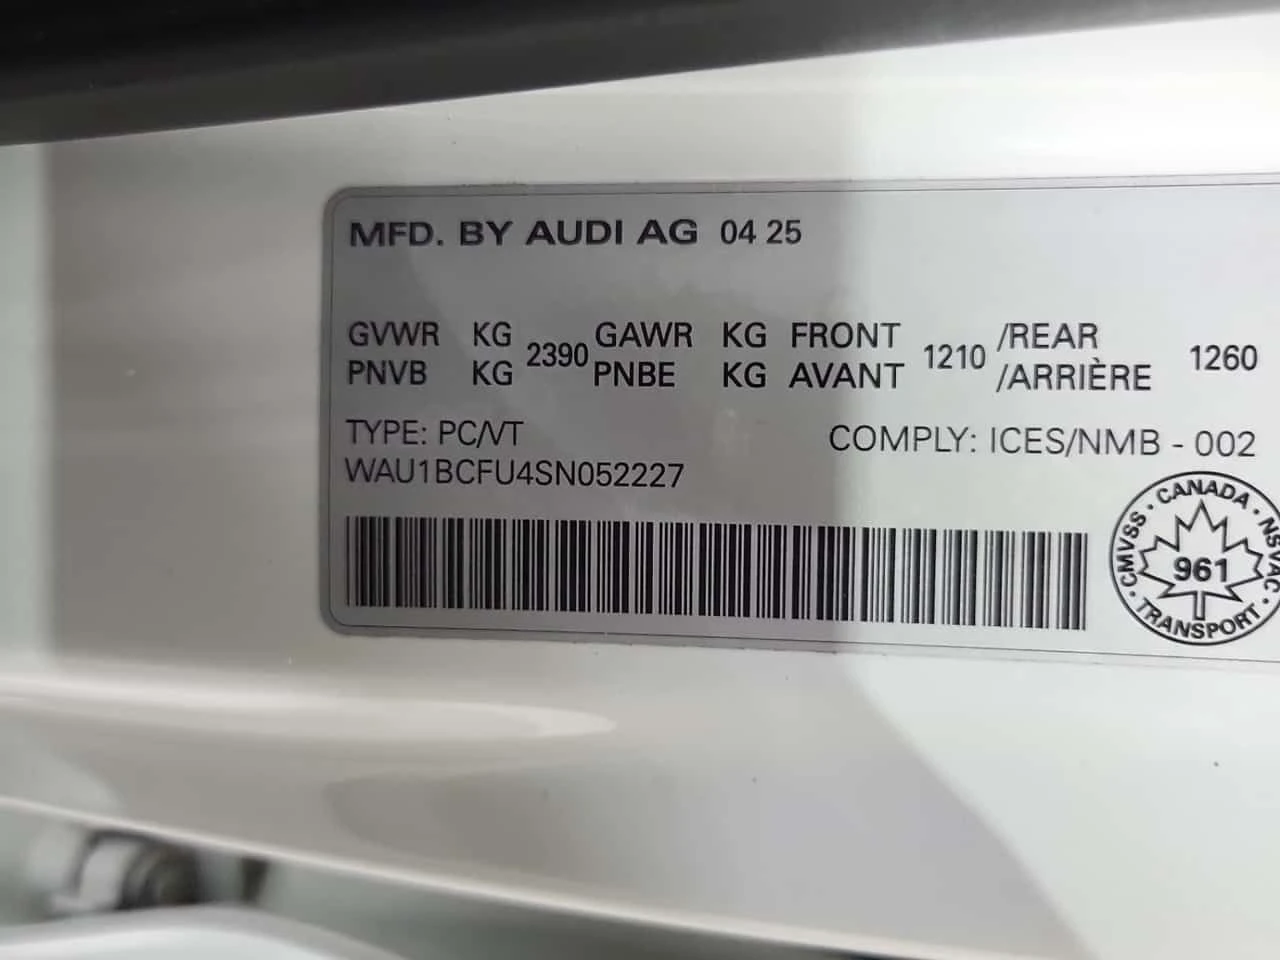 MFD. BY AUDI AG 04 25
GVWR KG 2390 GAWR KG FRONT 1210 /REAR 1260
PNVB KG PNBE KG AVANT /ARRIÈRE
TYPE: PC/VT
COMPLY: ICES/NMB - 002
WAU1BCFU4SN052227
CANADA · NSVAC · TRANSPORT · CMVSS ·
961